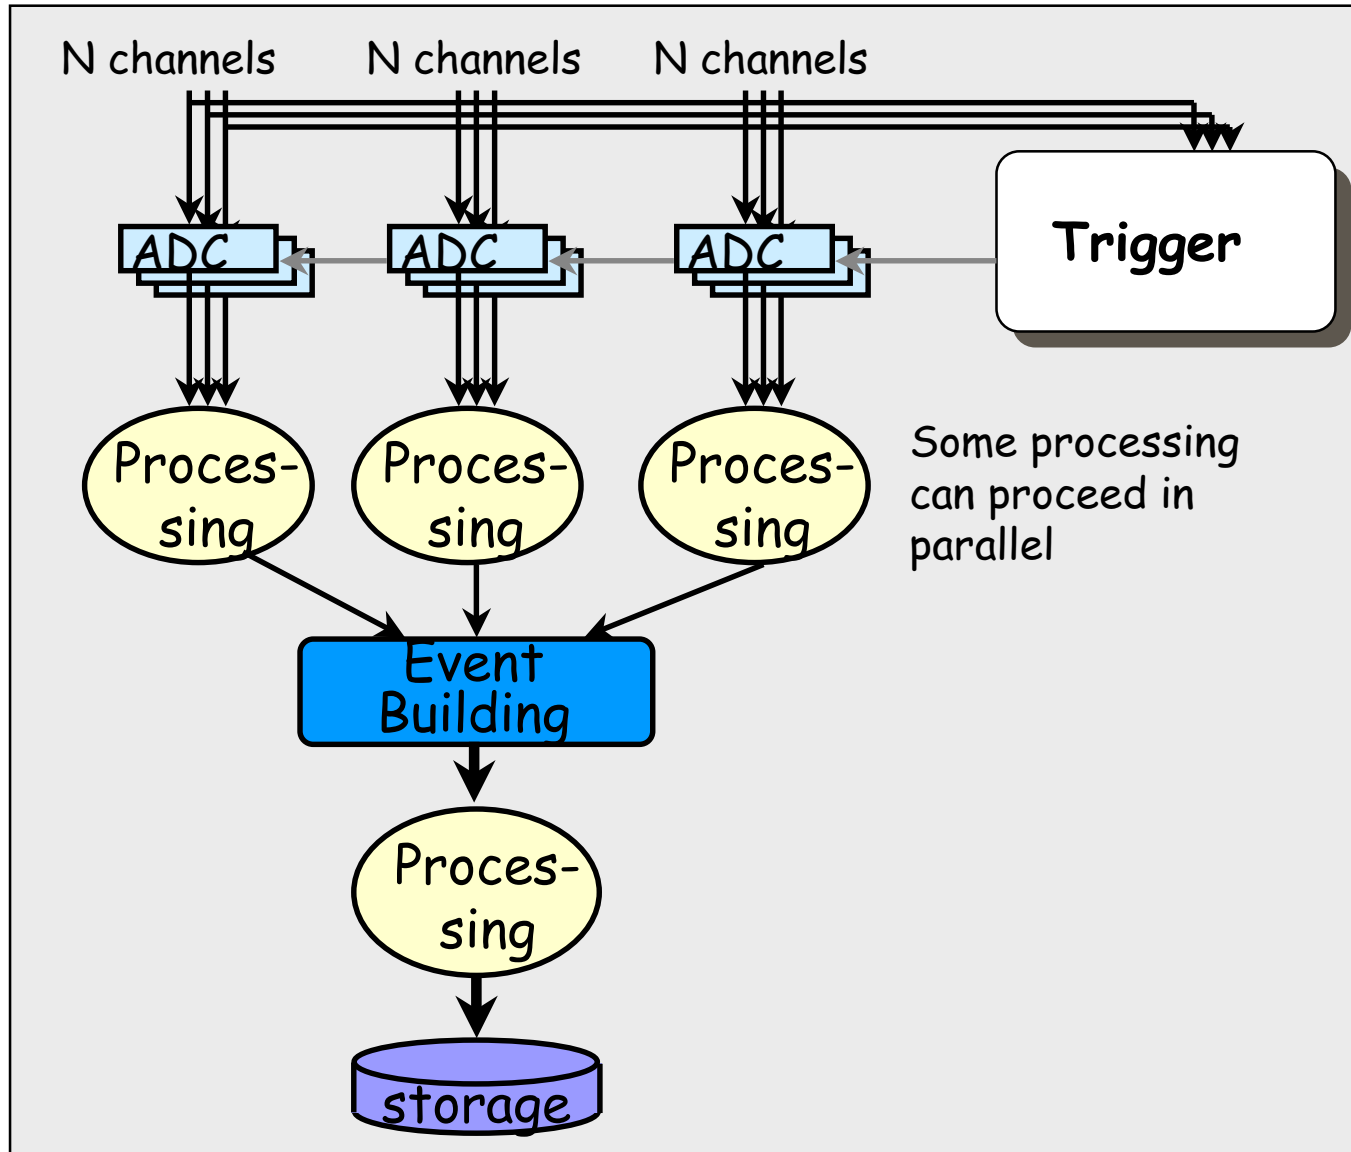 N channels N channels N channels
Trigger
ADC ADC ADC
Proces-
sing
Proces-
sing
Proces-
sing
Some processing
can proceed in
parallel
Event
Building
Proces-
sing
storage